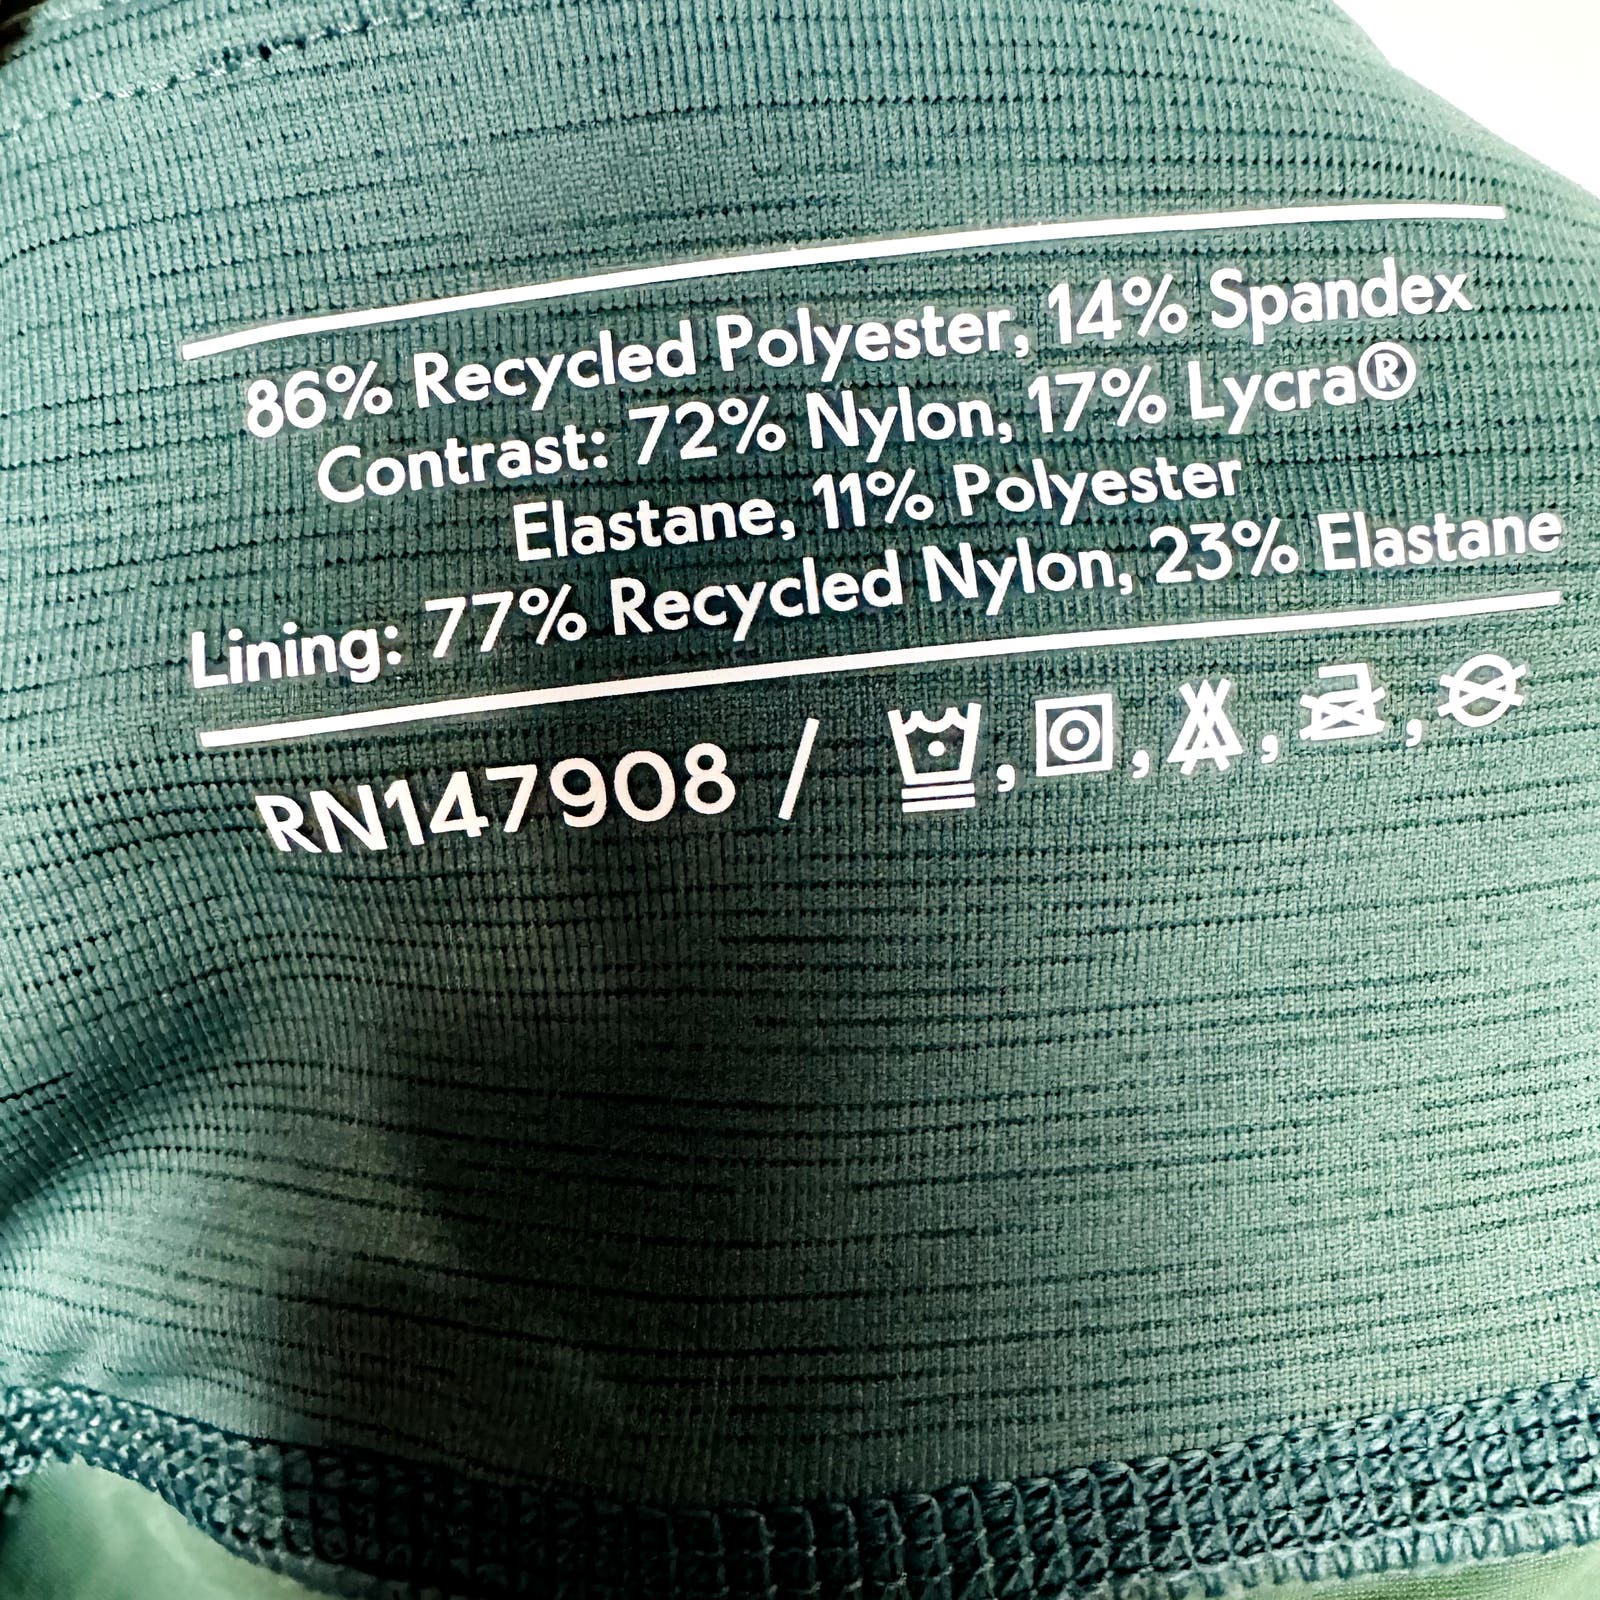 86% Recycled Polyester, 14% Spandex
Contrast: 72% Nylon, 17% Lycra®
Elastane, 11% Polyester
Lining: 77% Recycled Nylon, 23% Elastane
RN147908 / , , , ,